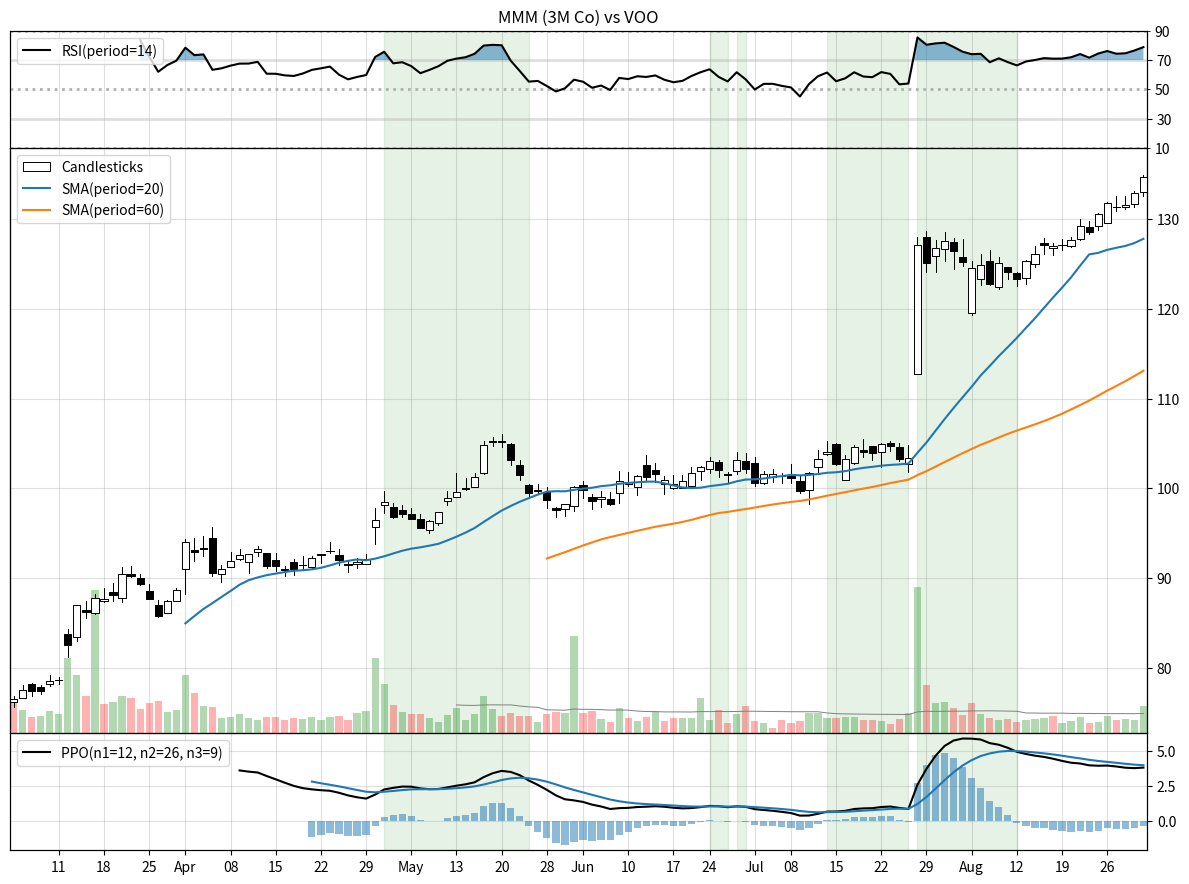 MMM (3M Co) vs VOO
RSI(period=14)
90
70
50
30
10
Candlesticks
SMA(period=20)
SMA(period=60)
130
120
110
100
90
80
PPO(n1=12, n2=26, n3=9)
5.0
2.5
0.0
11 18 25 Apr 08 15 22 29 May 13 20 28 Jun 10 17 24 Jul 08 15 22 29 Aug 12 19 26